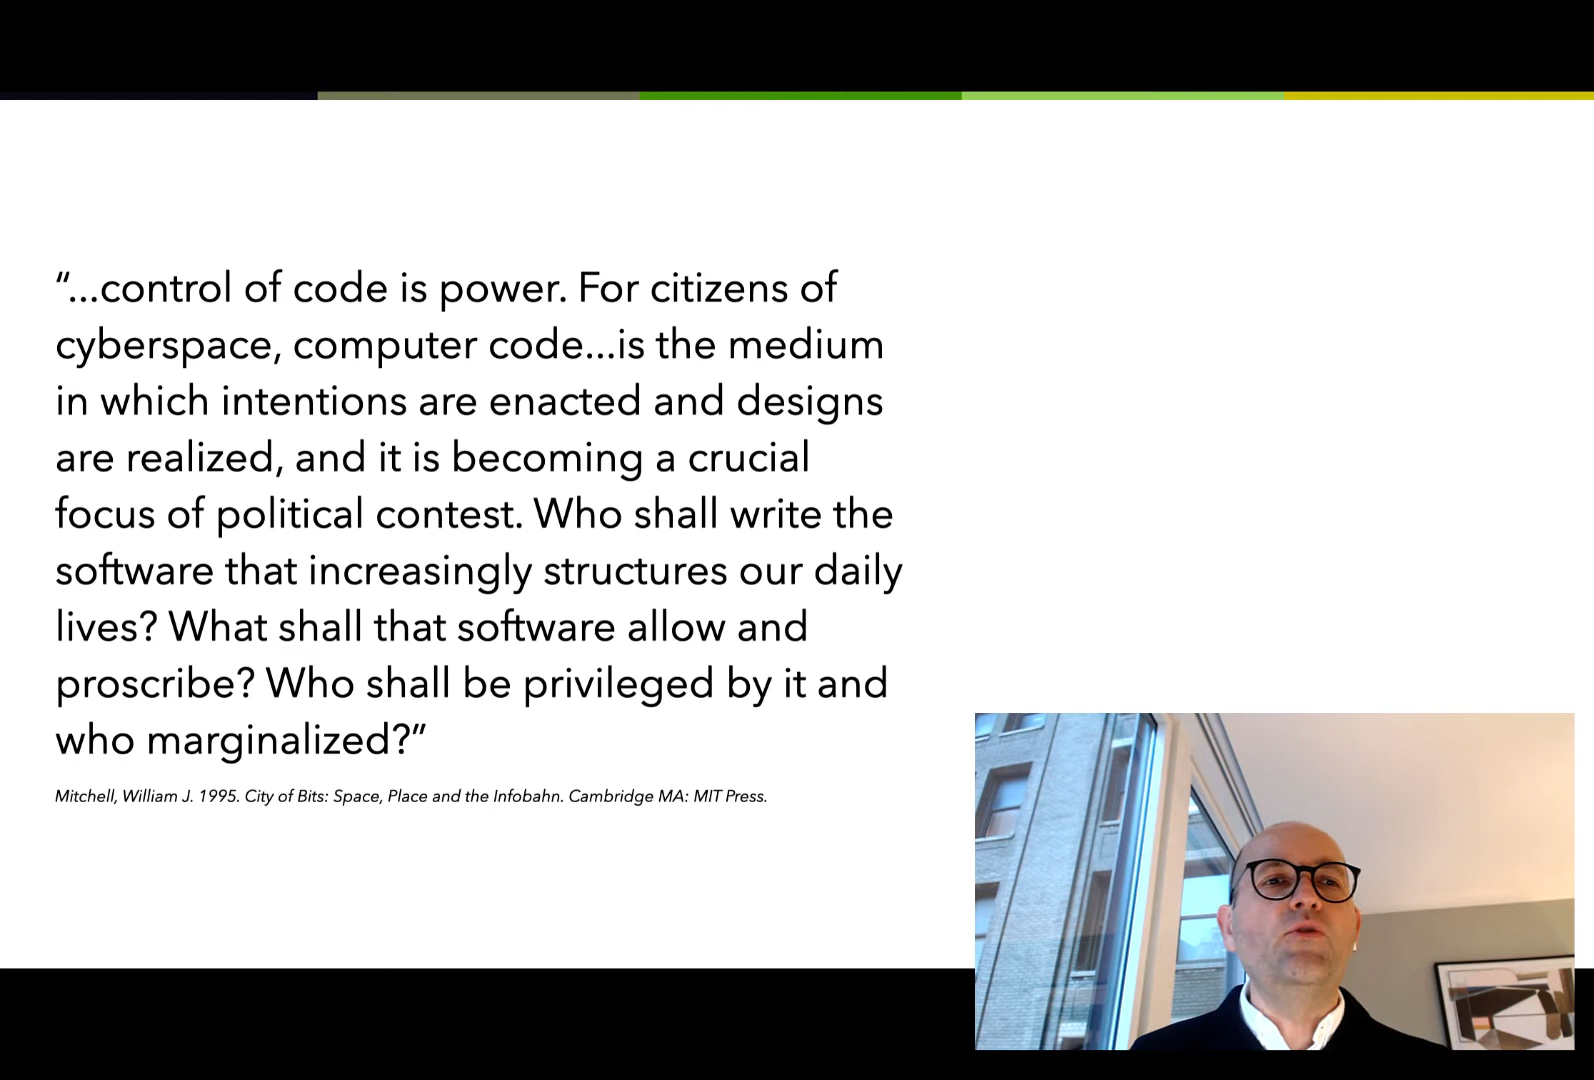 “...control of code is power. For citizens of
cyberspace, computer code...is the medium
in which intentions are enacted and designs
are realized, and it is becoming a crucial
focus of political contest. Who shall write the
software that increasingly structures our daily
lives? What shall that software allow and
proscribe? Who shall be privileged by it and
who marginalized?”
Mitchell, William J. 1995. City of Bits: Space, Place and the Infobahn. Cambridge MA: MIT Press.